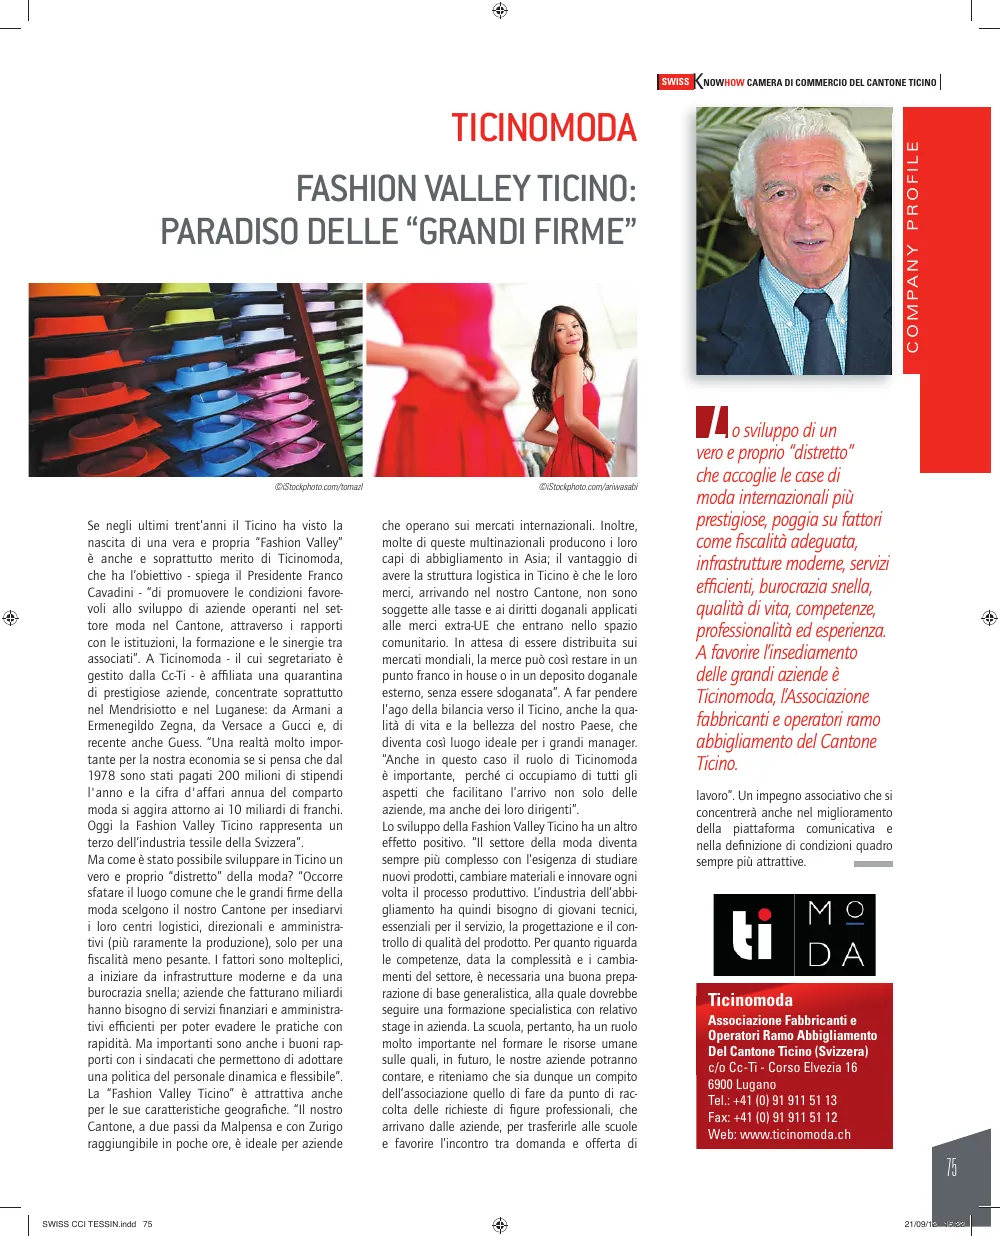 SWISS KNOWHOW CAMERA DI COMMERCIO DEL CANTONE TICINO
TICINOMODA
FASHION VALLEY TICINO:
PARADISO DELLE “GRANDI FIRME”
COMPANY PROFILE
©iStockphoto.com/tomazl
©iStockphoto.com/ariwasabi
Se negli ultimi trent’anni il Ticino ha visto la
nascita di una vera e propria “Fashion Valley”
è anche e soprattutto merito di Ticinomoda,
che ha l’obiettivo - spiega il Presidente Franco
Cavadini - “di promuovere le condizioni favore-
voli allo sviluppo di aziende operanti nel set-
tore moda nel Cantone, attraverso i rapporti
con le istituzioni, la formazione e le sinergie tra
associati”. A Ticinomoda - il cui segretariato è
gestito dalla Cc-Ti - è affiliata una quarantina
di prestigiose aziende, concentrate soprattutto
nel Mendrisiotto e nel Luganese: da Armani a
Ermenegildo Zegna, da Versace a Gucci e, di
recente anche Guess. “Una realtà molto impor-
tante per la nostra economia se si pensa che dal
1978 sono stati pagati 200 milioni di stipendi
l'anno e la cifra d'affari annua del comparto
moda si aggira attorno ai 10 miliardi di franchi.
Oggi la Fashion Valley Ticino rappresenta un
terzo dell’industria tessile della Svizzera”.
Ma come è stato possibile sviluppare in Ticino un
vero e proprio “distretto” della moda? “Occorre
sfatare il luogo comune che le grandi firme della
moda scelgono il nostro Cantone per insediarvi
i loro centri logistici, direzionali e amministra-
tivi (più raramente la produzione), solo per una
fiscalità meno pesante. I fattori sono molteplici,
a iniziare da infrastrutture moderne e da una
burocrazia snella; aziende che fatturano miliardi
hanno bisogno di servizi finanziari e amministra-
tivi efficienti per poter evadere le pratiche con
rapidità. Ma importanti sono anche i buoni rap-
porti con i sindacati che permettono di adottare
una politica del personale dinamica e flessibile”.
La “Fashion Valley Ticino” è attrattiva anche
per le sue caratteristiche geografiche. “Il nostro
Cantone, a due passi da Malpensa e con Zurigo
raggiungibile in poche ore, è ideale per aziende
che operano sui mercati internazionali. Inoltre,
molte di queste multinazionali producono i loro
capi di abbigliamento in Asia; il vantaggio di
avere la struttura logistica in Ticino è che le loro
merci, arrivando nel nostro Cantone, non sono
soggette alle tasse e ai diritti doganali applicati
alle merci extra-UE che entrano nello spazio
comunitario. In attesa di essere distribuita sui
mercati mondiali, la merce può così restare in un
punto franco in house o in un deposito doganale
esterno, senza essere sdoganata”. A far pendere
l’ago della bilancia verso il Ticino, anche la qua-
lità di vita e la bellezza del nostro Paese, che
diventa così luogo ideale per i grandi manager.
“Anche in questo caso il ruolo di Ticinomoda
è importante, perché ci occupiamo di tutti gli
aspetti che facilitano l’arrivo non solo delle
aziende, ma anche dei loro dirigenti”.
Lo sviluppo della Fashion Valley Ticino ha un altro
effetto positivo. “Il settore della moda diventa
sempre più complesso con l’esigenza di studiare
nuovi prodotti, cambiare materiali e innovare ogni
volta il processo produttivo. L’industria dell’abbi-
gliamento ha quindi bisogno di giovani tecnici,
essenziali per il servizio, la progettazione e il con-
trollo di qualità del prodotto. Per quanto riguarda
le competenze, data la complessità e i cambia-
menti del settore, è necessaria una buona prepa-
razione di base generalistica, alla quale dovrebbe
seguire una formazione specialistica con relativo
stage in azienda. La scuola, pertanto, ha un ruolo
molto importante nel formare le risorse umane
sulle quali, in futuro, le nostre aziende potranno
contare, e riteniamo che sia dunque un compito
dell’associazione quello di fare da punto di rac-
colta delle richieste di figure professionali, che
arrivano dalle aziende, per trasferirle alle scuole
e favorire l’incontro tra domanda e offerta di
Lo sviluppo di un
vero e proprio “distretto”
che accoglie le case di
moda internazionali più
prestigiose, poggia su fattori
come fiscalità adeguata,
infrastrutture moderne, servizi
efficienti, burocrazia snella,
qualità di vita, competenze,
professionalità ed esperienza.
A favorire l’insediamento
delle grandi aziende è
Ticinomoda, l’Associazione
fabbricanti e operatori ramo
abbigliamento del Cantone
Ticino.
lavoro”. Un impegno associativo che si
concentrerà anche nel miglioramento
della piattaforma comunicativa e
nella definizione di condizioni quadro
sempre più attrattive.
ti MODA
Ticinomoda
Associazione Fabbricanti e
Operatori Ramo Abbigliamento
Del Cantone Ticino (Svizzera)
c/o Cc-Ti - Corso Elvezia 16
6900 Lugano
Tel.: +41 (0) 91 911 51 13
Fax: +41 (0) 91 911 51 12
Web: www.ticinomoda.ch
75
SWISS CCI TESSIN.indd 75
21/09/12